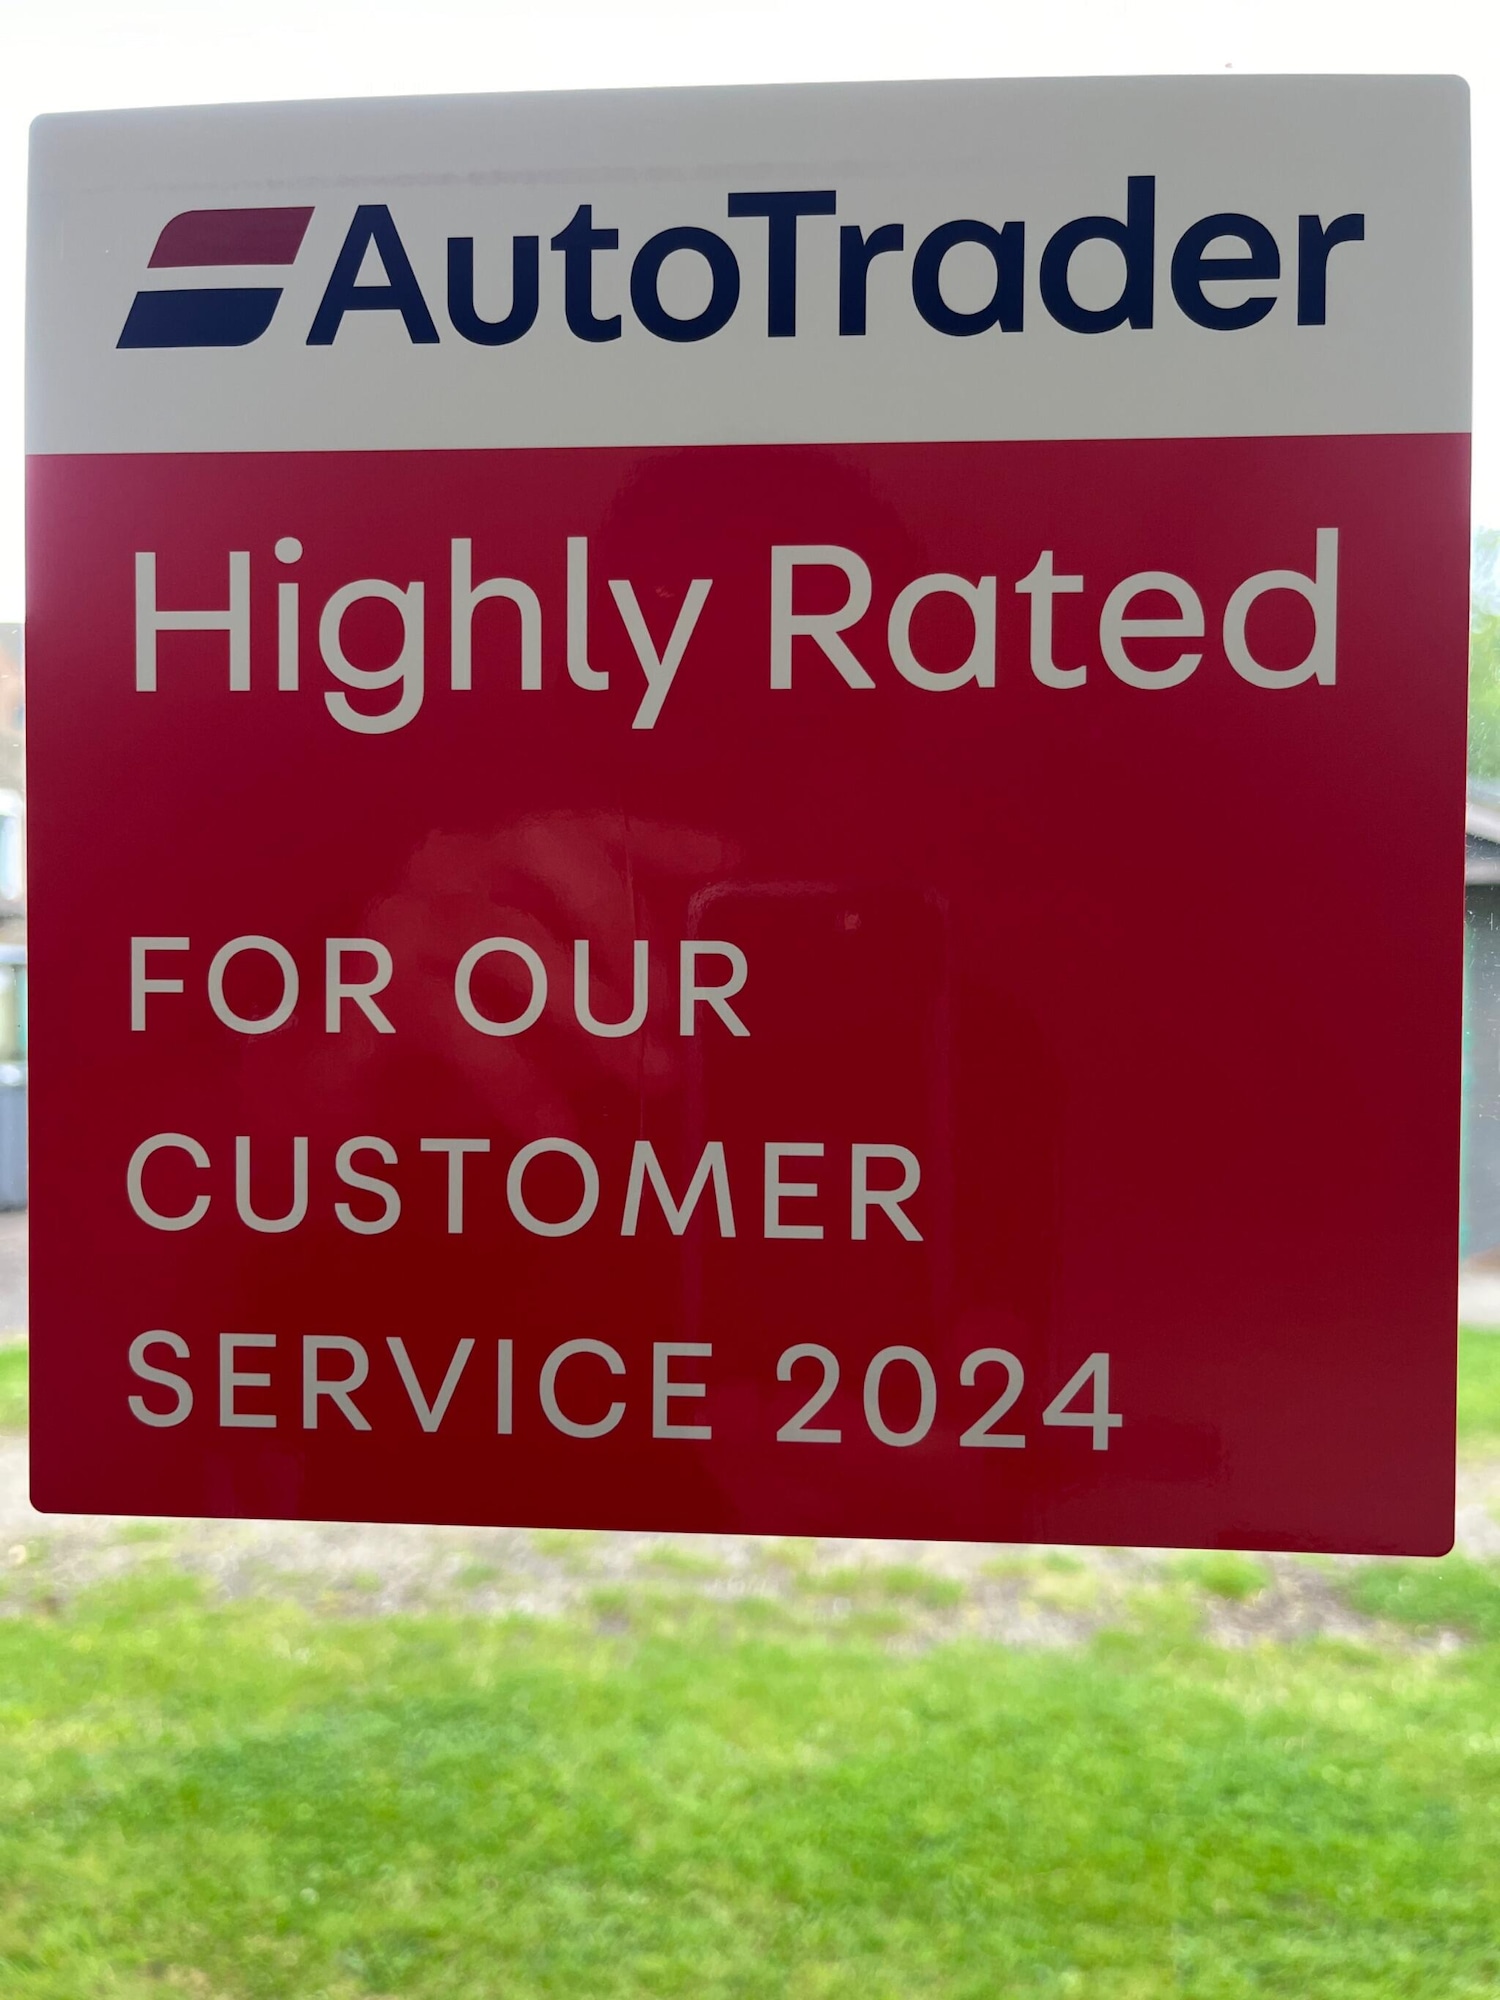 AutoTrader
Highly Rated
FOR OUR
CUSTOMER
SERVICE 2024